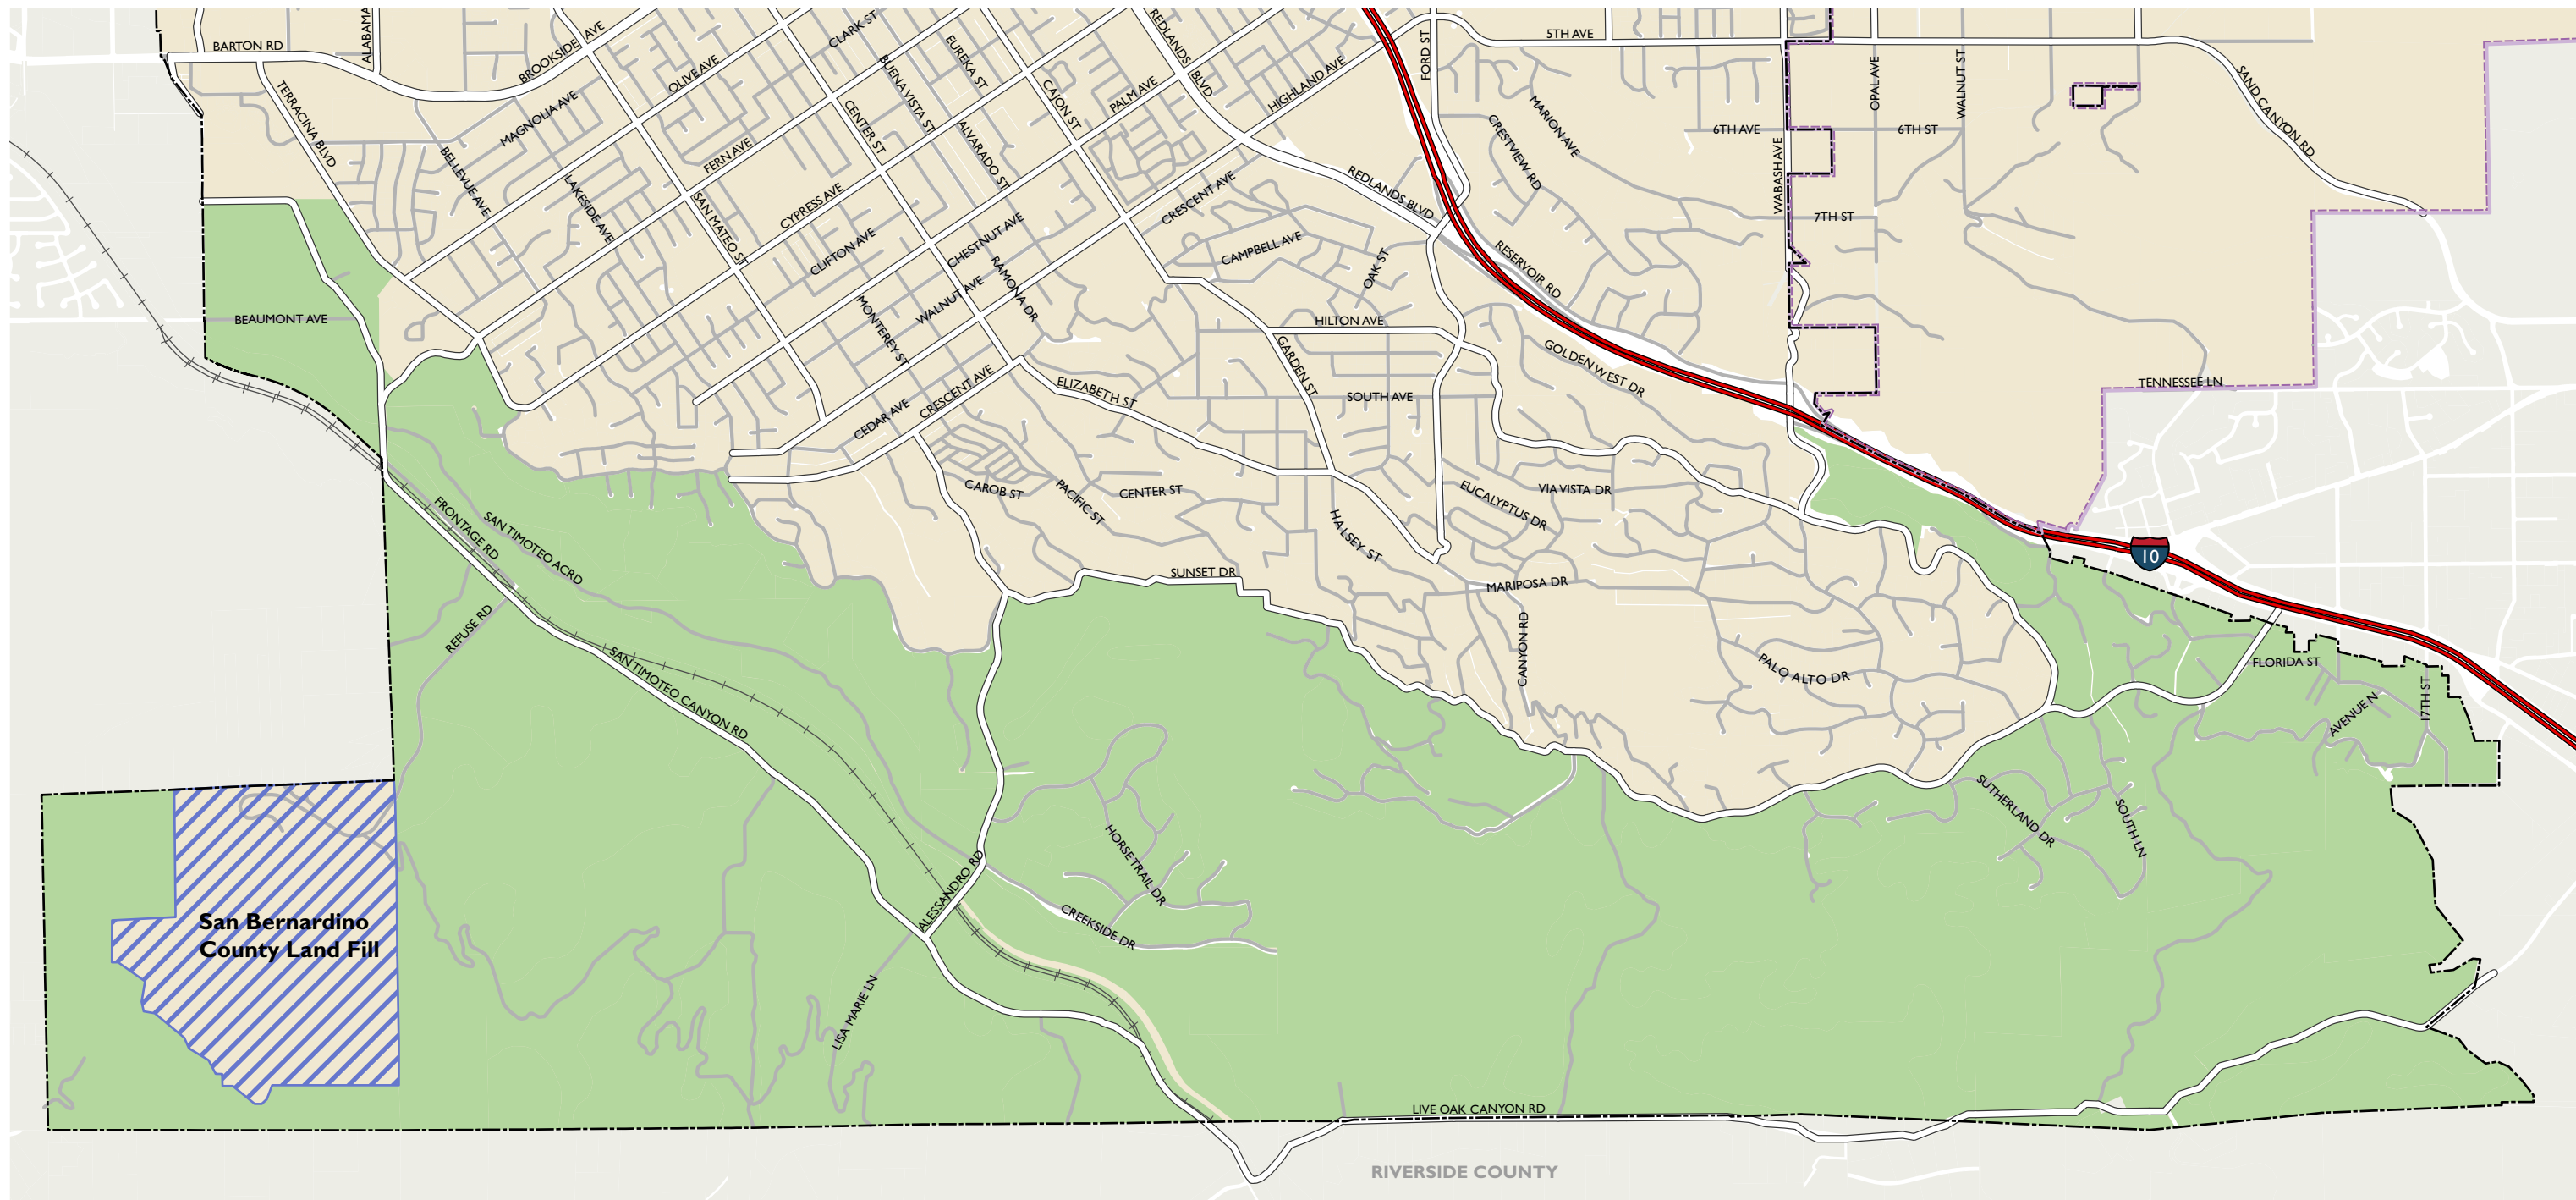 BARTON RD
ALABAMA
BROOKSIDE AVE
CLARK ST
REDLANDS BLVD
FORD ST
5TH AVE
OLIVE AVE
EUREKA ST
BUENA VISTA ST
CAJON ST
PALM AVE
HIGHLAND AVE
OPAL AVE
WALNUT ST
SAND CANYON RD
TERRACINA BLVD
MAGNOLIA AVE
CENTER ST
MARION AVE
CRESTVIEW RD
6TH AVE
6TH ST
BELLEVUE AVE
FERN AVE
ALVARADO ST
WABASH AVE
LAKESIDE AVE
SAN MATEO ST
CYPRESS AVE
CRESCENT AVE
REDLANDS BLVD
7TH ST
CLIFTON AVE
CHESTNUT AVE
CAMPBELL AVE
OAK ST
RESERVOIR RD
RAMONA DR
WALNUT AVE
MONTEREY ST
BEAUMONT AVE
HILTON AVE
GARDEN ST
GOLDEN WEST DR
CRESCENT AVE
ELIZABETH ST
SOUTH AVE
TENNESSEE LN
CEDAR AVE
CAROB ST
PACIFIC ST
CENTER ST
EUCALYPTUS DR
VIA VISTA DR
FRONTAGE RD
SAN TIMOTEO ACRD
HALSEY ST
10
SUNSET DR
MARIPOSA DR
REFUSE RD
CANYON RD
SAN TIMOTEO CANYON RD
PALO ALTO DR
FLORIDA ST
17TH ST
AVENUE N
HORSE TRAIL DR
SUTHERLAND DR
SOUTH LN
ALESSANDRO RD
CREEKSIDE DR
San Bernardino
County Land Fill
LISA MARIE LN
LIVE OAK CANYON RD
RIVERSIDE COUNTY